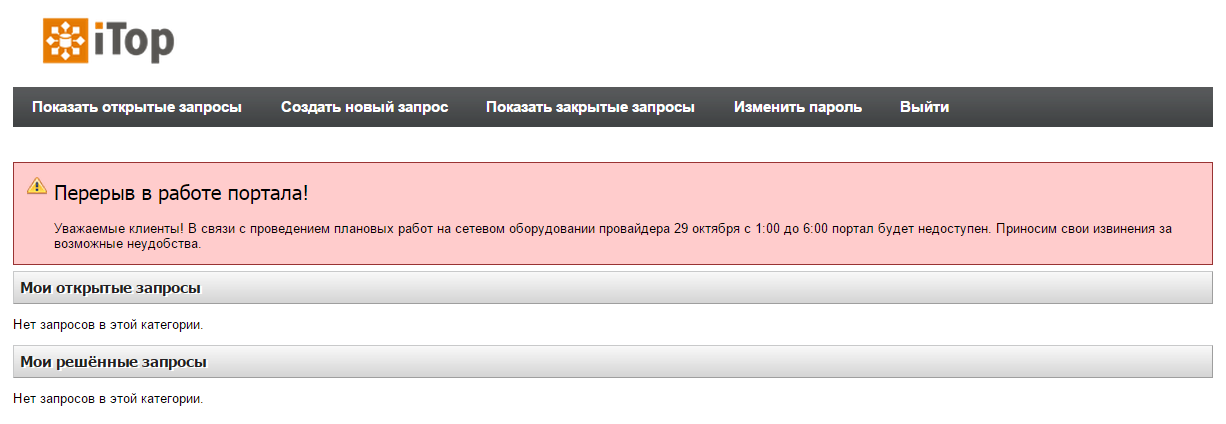 iTop
Показать открытые запросы Создать новый запрос Показать закрытые запросы Изменить пароль Выйти
Перерыв в работе портала!
Уважаемые клиенты! В связи с проведением плановых работ на сетевом оборудовании провайдера 29 октября с 1:00 до 6:00 портал будет недоступен. Приносим свои извинения за
возможные неудобства.
Мои открытые запросы
Нет запросов в этой категории.
Мои решённые запросы
Нет запросов в этой категории.